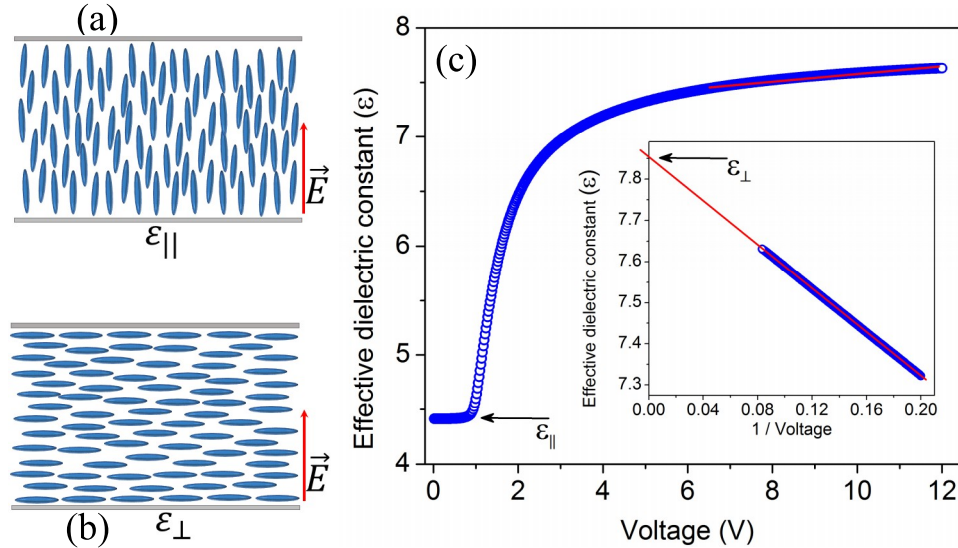 (a)
E⃗
ε||
E⃗
ε⊥
(b)
(c)
Effective dielectric constant (ε)
8
7
6
5
4
ε||
0
2
4
6
8
10
12
Voltage (V)
Effective dielectric constant (ε)
7.8
7.7
7.6
7.5
7.4
7.3
ε⊥
0.00
0.04
0.08
0.12
0.16
0.20
1 / Voltage